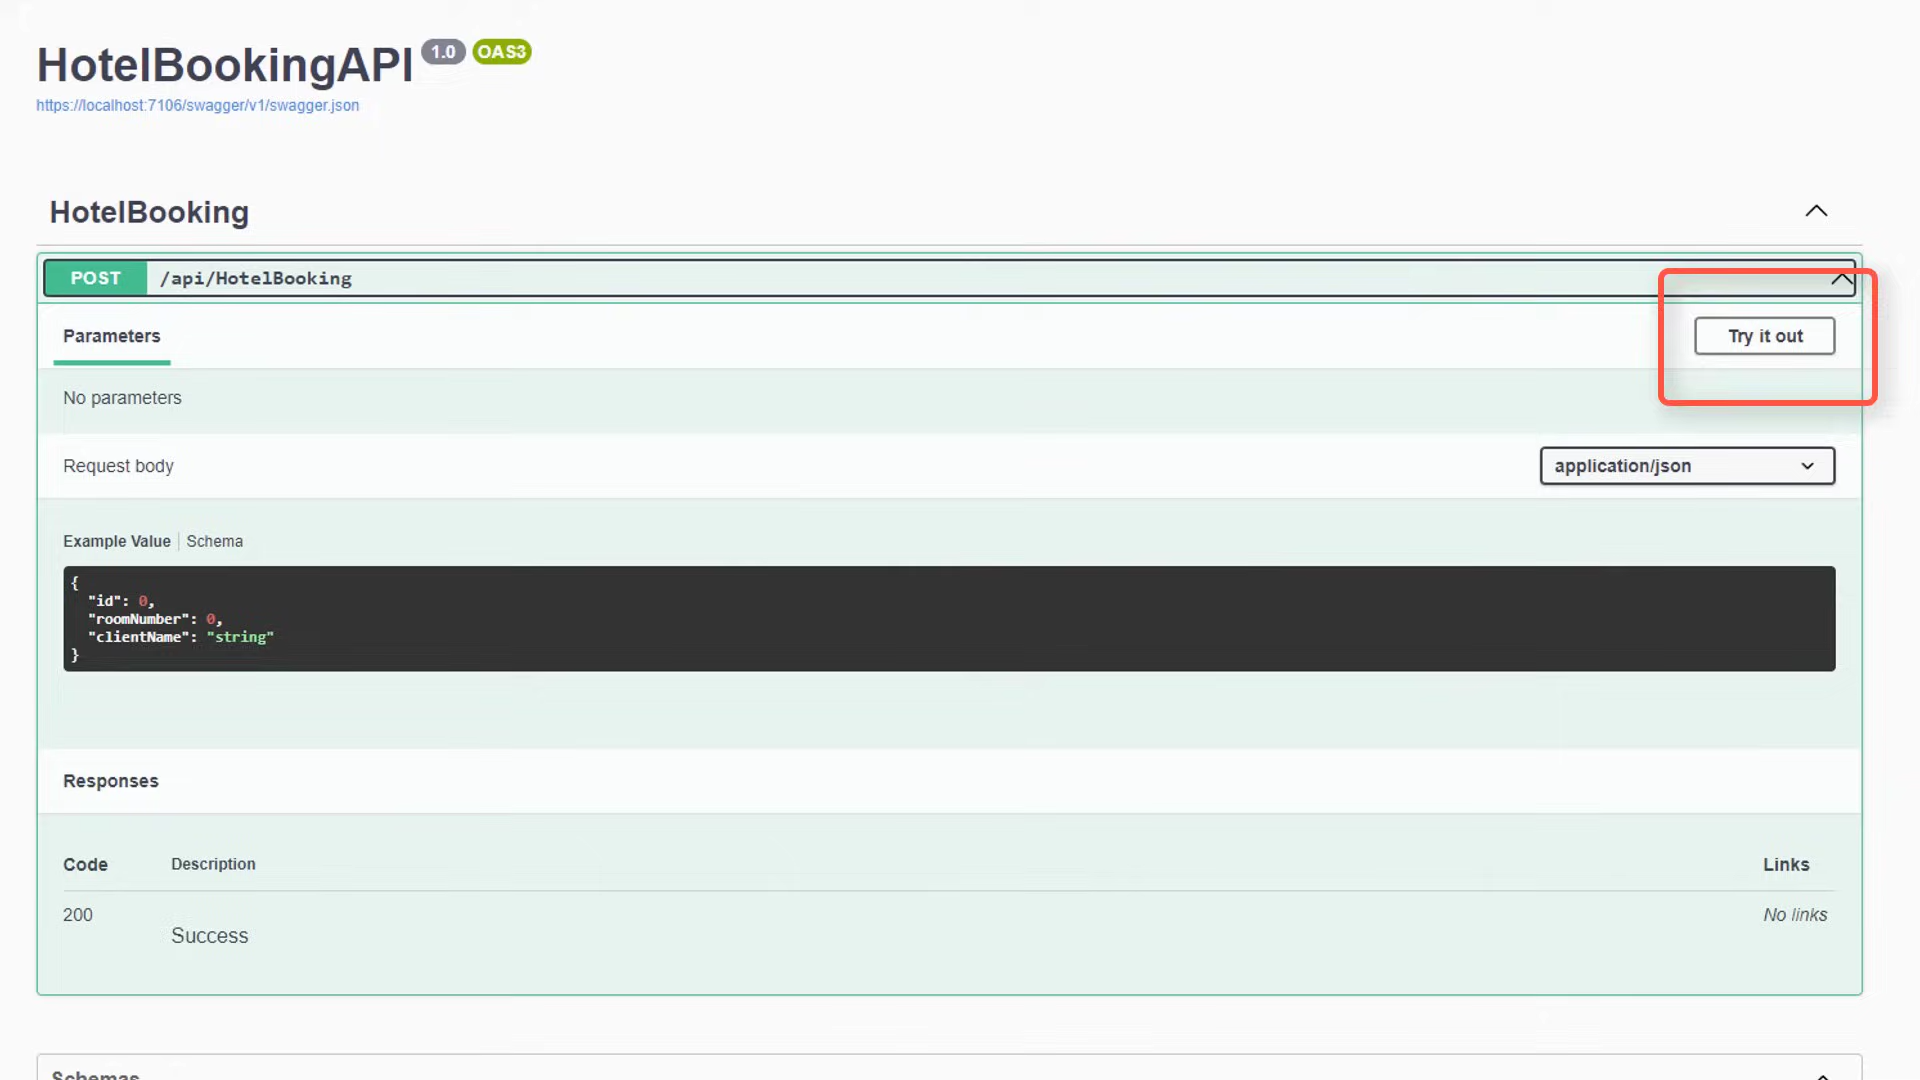 HotelBookingAPI 1.0 OAS3
https://localhost:7106/swagger/v1/swagger.json
HotelBooking
POST /api/HotelBooking
Parameters Try it out
No parameters
Request body application/json
Example Value Schema
{
"id": 0,
"roomNumber": 0,
"clientName": "string"
}
Responses
Code Description Links
200 No links
Success
Schemas